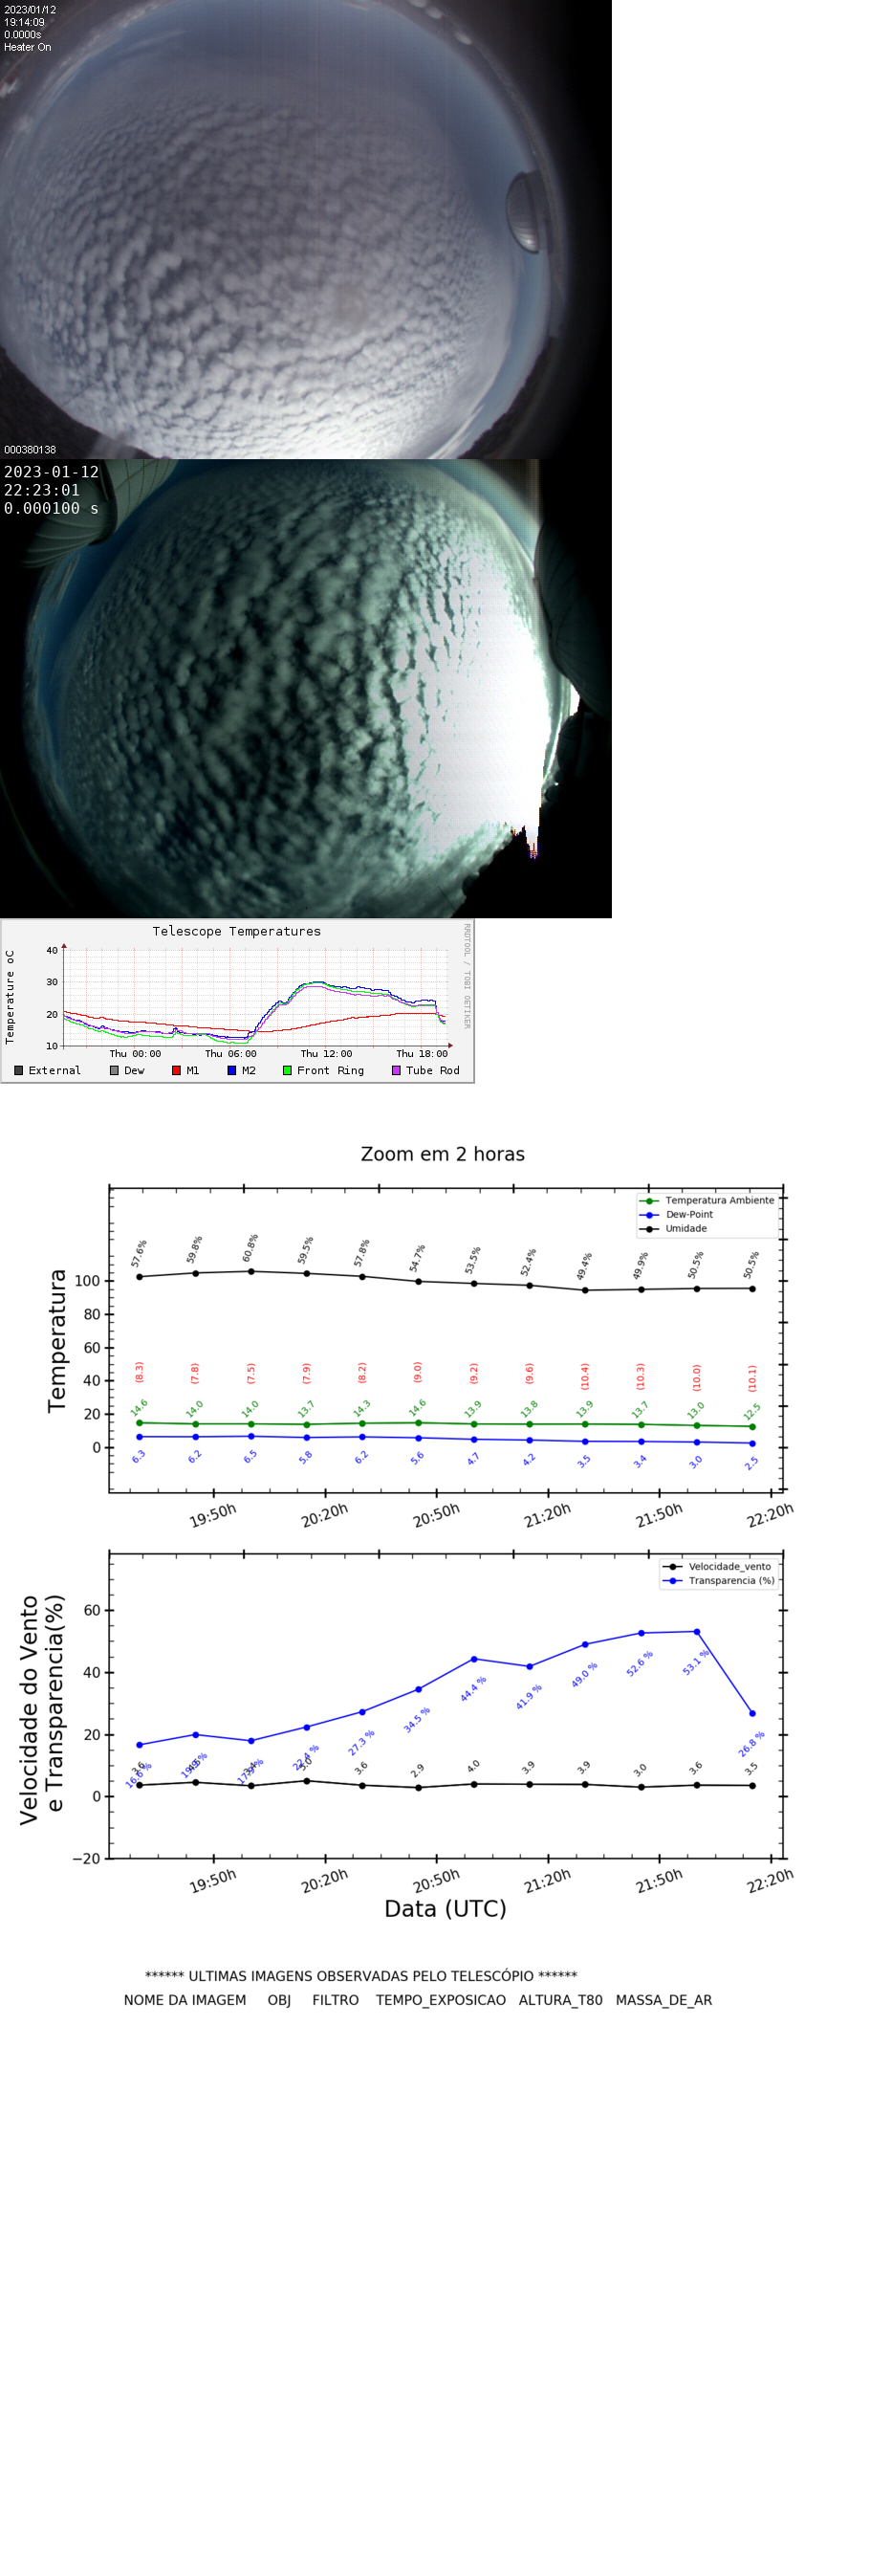 2023/01/12
19:14:09
0.0000s
Heater On
000380138
2023-01-12
22:23:01
0.000100 s
Telescope Temperatures
RRDTOOL / TOBI OETIKER
Temperature oC
40
30
20
10
Thu 00:00 Thu 06:00 Thu 12:00 Thu 18:00
External Dew M1 M2 Front Ring Tube Rod
Zoom em 2 horas
Temperatura Ambiente
Dew-Point
Umidade
Temperatura
100
80
60
40
20
0
57.6% 59.8% 60.8% 59.5% 57.8% 54.7% 53.5% 52.4% 49.4% 49.9% 50.5% 50.5%
(8.3) (7.8) (7.5) (7.9) (8.2) (9.0) (9.2) (9.6) (10.4) (10.3) (10.0) (10.1)
14.6 14.0 14.0 13.7 14.3 14.6 13.9 13.8 13.9 13.7 13.0 12.5
6.3 6.2 6.5 5.8 6.2 5.6 4.7 4.2 3.5 3.4 3.0 2.5
19:50h 20:20h 20:50h 21:20h 21:50h 22:20h
Velocidade_vento
Transparencia (%)
Velocidade do Vento
e Transparencia(%)
60
40
20
0
−20
16.6 % 27.3 % 34.5 % 44.4 % 41.9 % 49.0 % 52.6 % 53.1 % 26.8 %
3.6 3.6 2.9 4.0 3.9 3.9 3.0 3.6 3.5
19:50h 20:20h 20:50h 21:20h 21:50h 22:20h
Data (UTC)
****** ULTIMAS IMAGENS OBSERVADAS PELO TELESCÓPIO ******
NOME DA IMAGEM OBJ FILTRO TEMPO_EXPOSICAO ALTURA_T80 MASSA_DE_AR